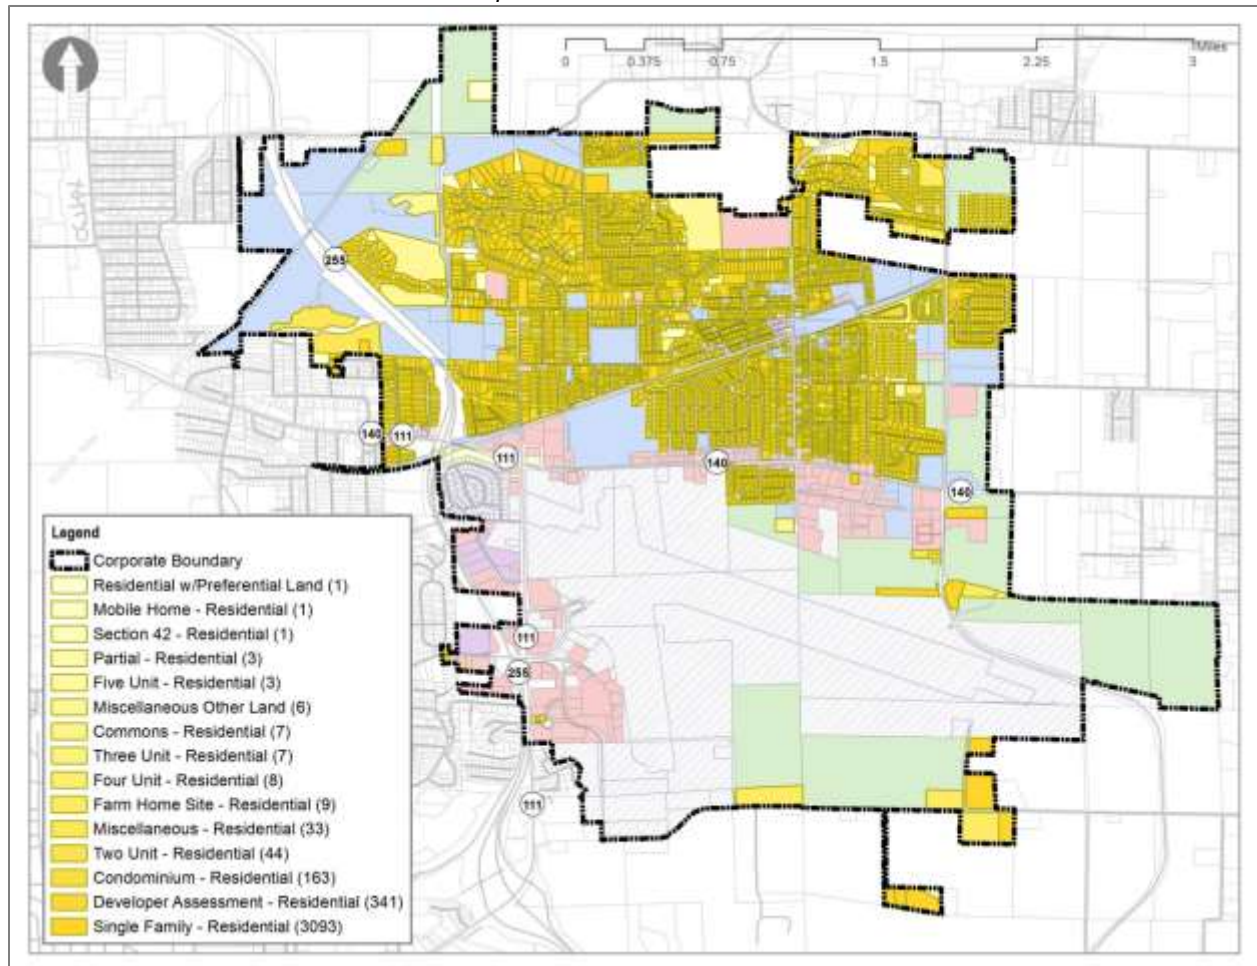 Miles
0 0.375 0.75 1.5 2.25 3
255
140
111
111
140
140
111
255
111
Legend
Corporate Boundary
Residential w/Preferential Land (1)
Mobile Home - Residential (1)
Section 42 - Residential (1)
Partial - Residential (3)
Five Unit - Residential (3)
Miscellaneous Other Land (6)
Commons - Residential (7)
Three Unit - Residential (7)
Four Unit - Residential (8)
Farm Home Site - Residential (9)
Miscellaneous - Residential (33)
Two Unit - Residential (44)
Condominium - Residential (163)
Developer Assessment - Residential (341)
Single Family - Residential (3093)